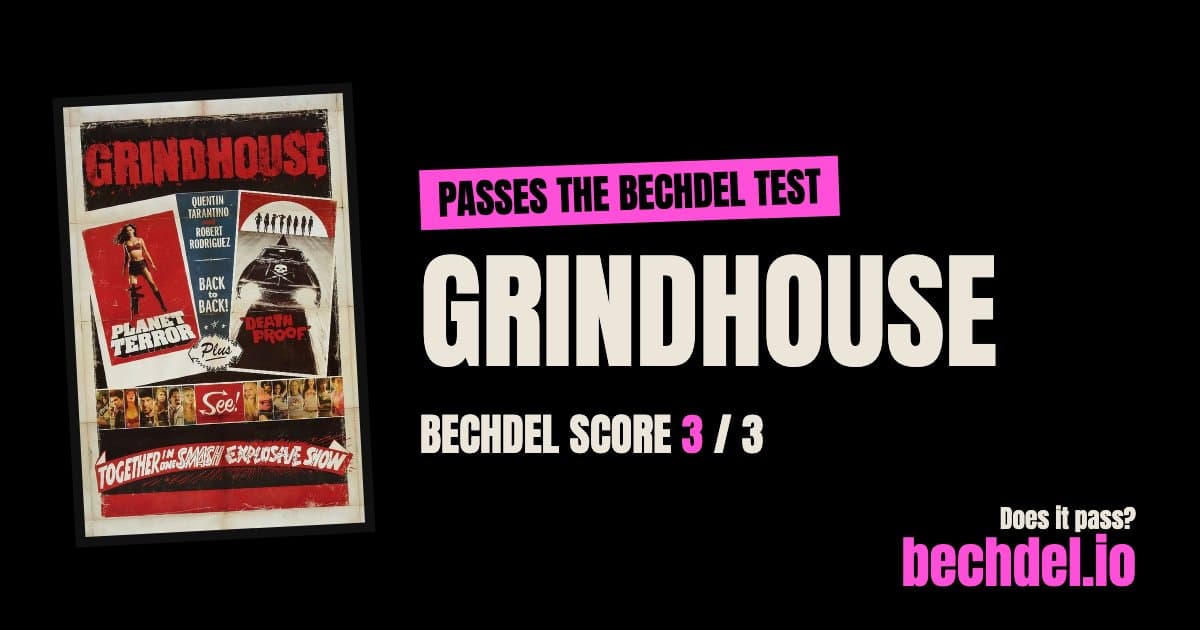 GRINDHOUSE
QUENTIN
TARANTINO
AND
ROBERT
RODRIGUEZ
BACK
to
BACK!
PLANET
TERROR
DEATH
PROOF
Plus
See!
TOGETHER IN ONE SMASH EXPLOSIVE SHOW
PASSES THE BECHDEL TEST
GRINDHOUSE
BECHDEL SCORE 3 / 3
Does it pass?
bechdel.io